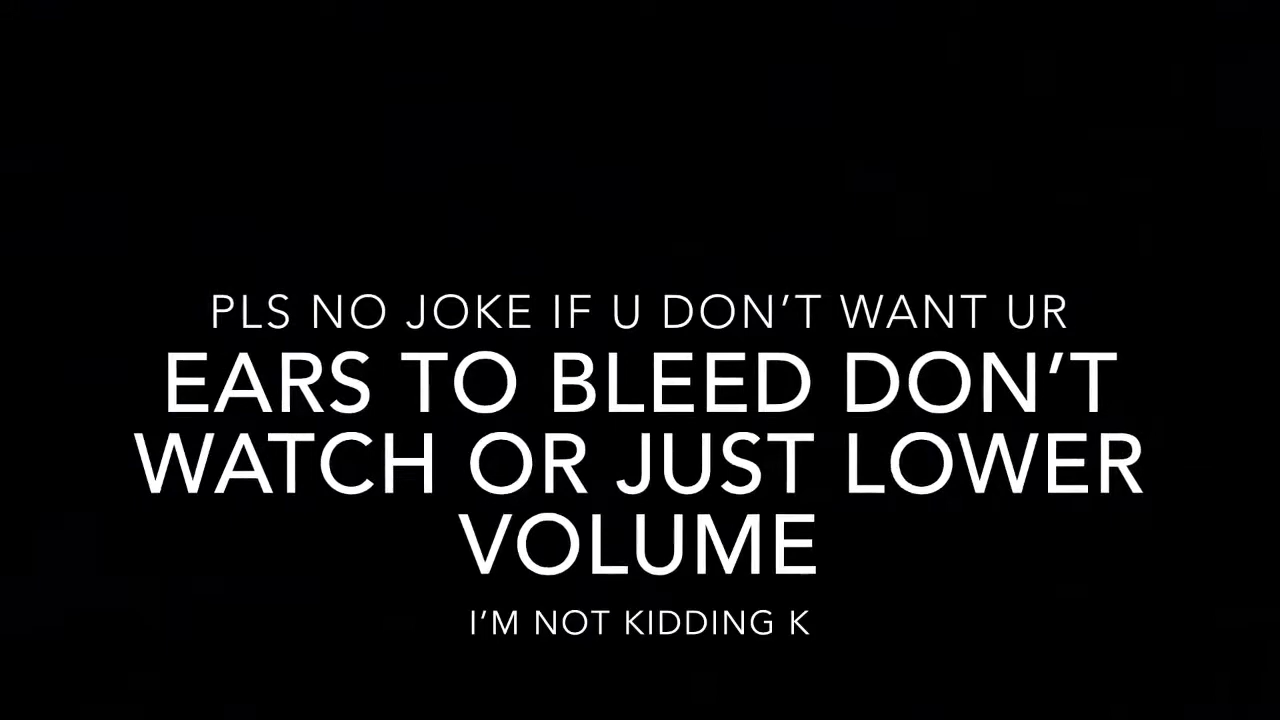 PLS NO JOKE IF U DON’T WANT UR
EARS TO BLEED DON’T
WATCH OR JUST LOWER
VOLUME
I’M NOT KIDDING K